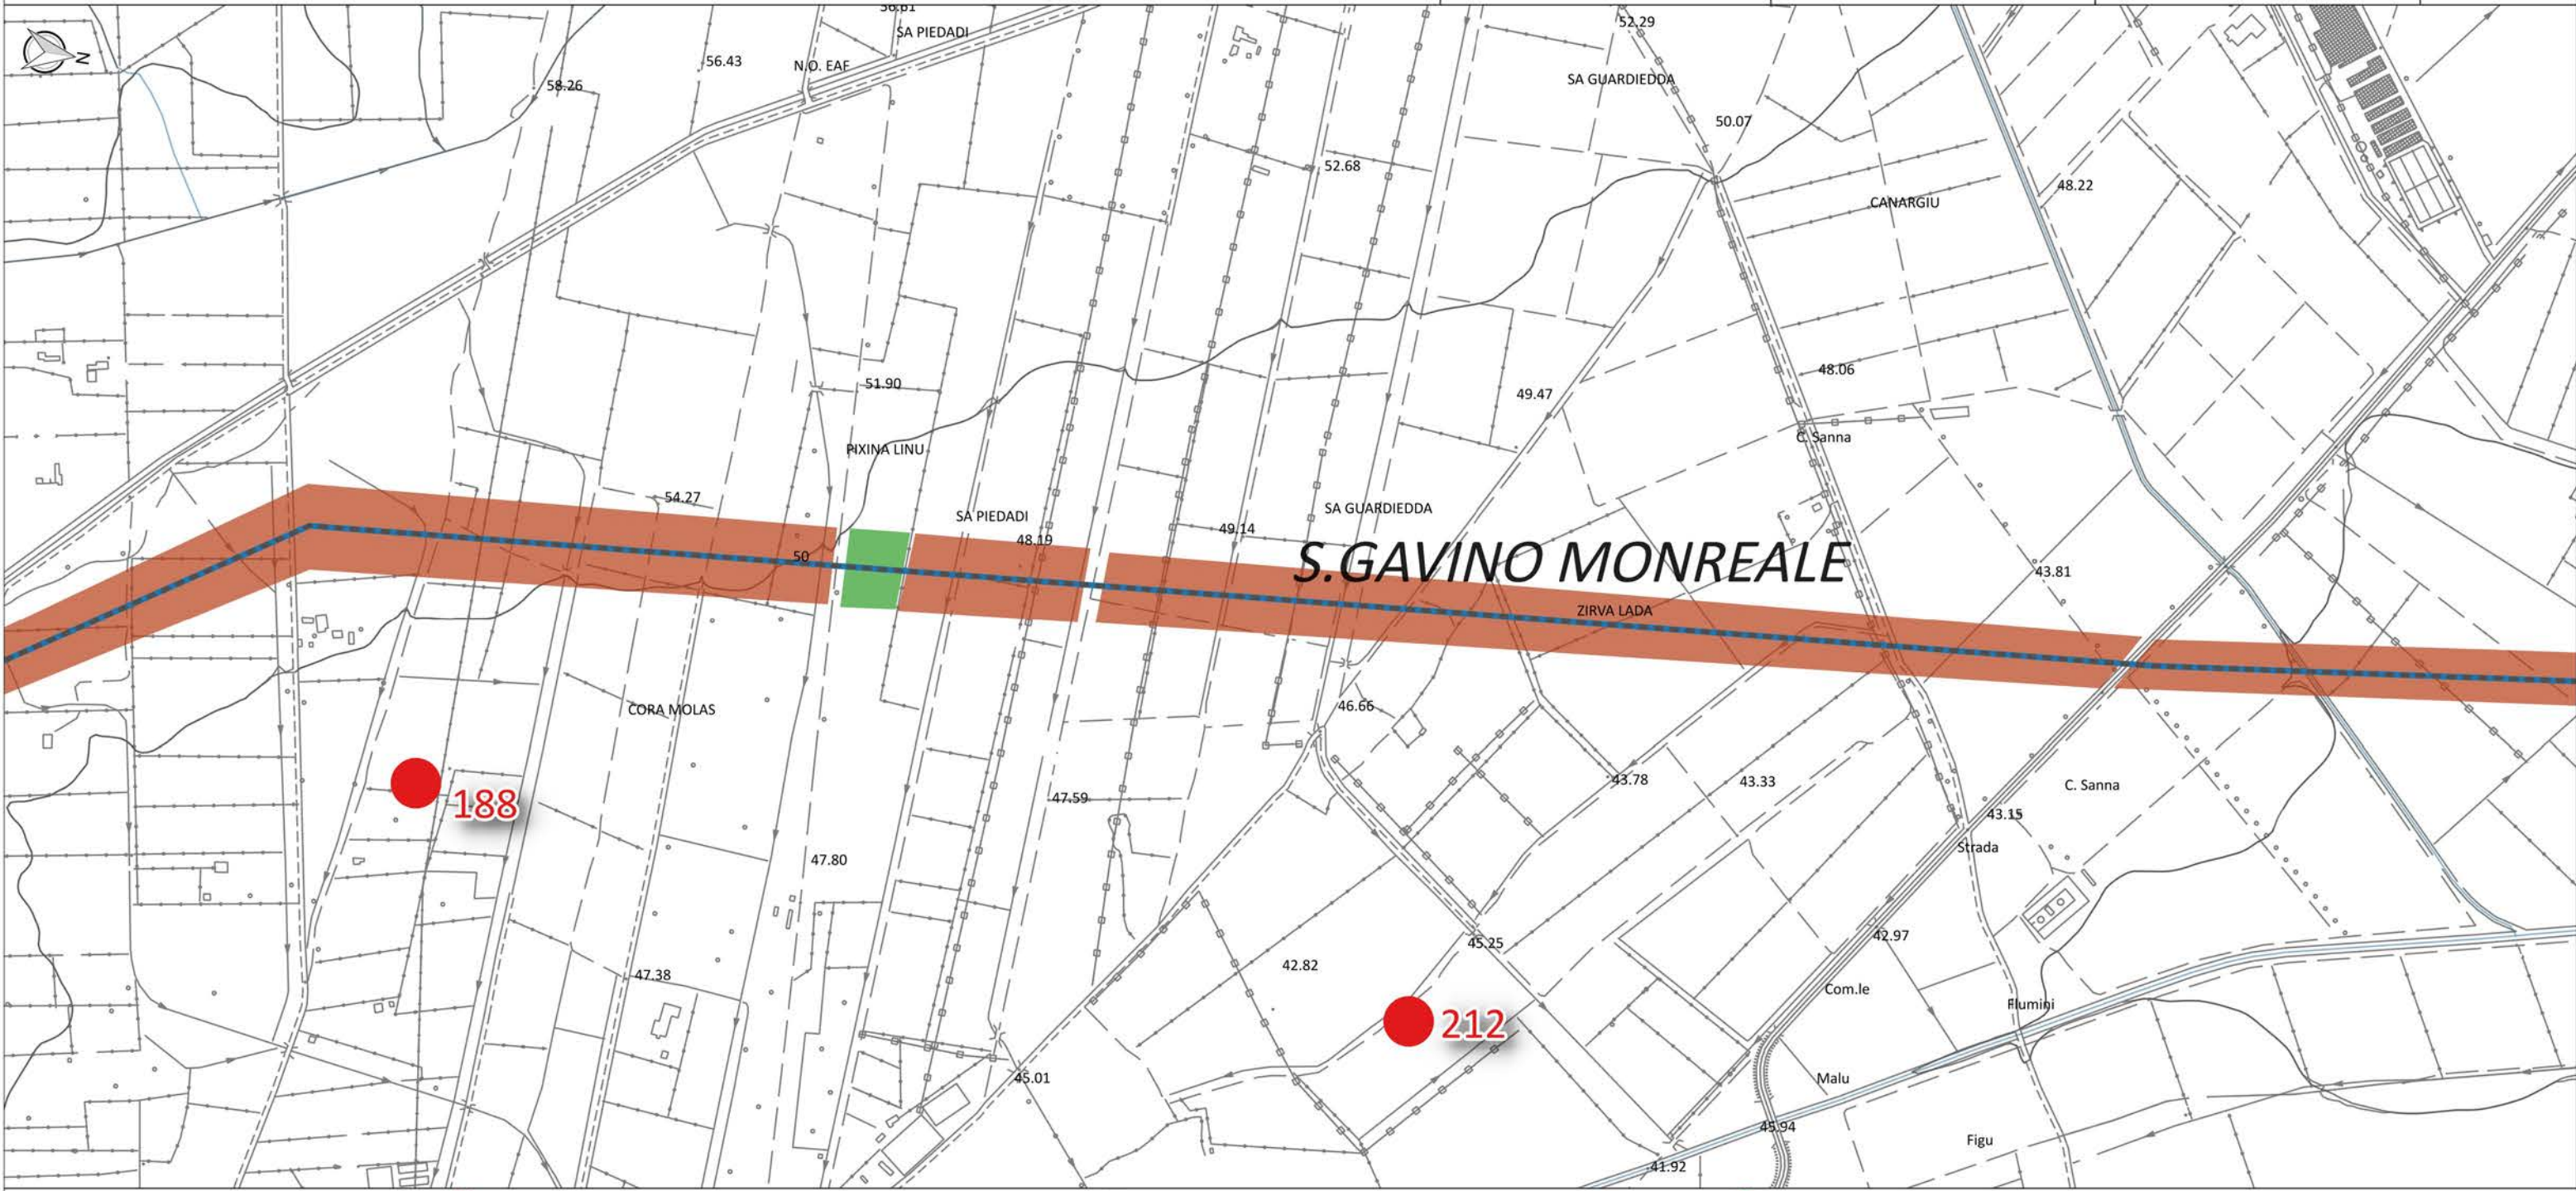 36.61
SA PIEDADI
52.29
N
56.43
N.O. EAF
SA GUARDIEDDA
58.26
50.07
52.68
48.22
CANARGIU
48.06
51.90
49.47
C. Sanna
PIXINA LINU
54.27
SA PIEDADI
SA GUARDIEDDA
49.14
48.19
50
S.GAVINO MONREALE
43.81
ZIRVA LADA
CORA MOLAS
46.66
43.78
43.33
C. Sanna
188
47.59
43.15
Strada
47.80
42.97
45.25
42.82
47.38
Com.le
Flumini
212
45.01
Malu
45.94
Figu
41.92